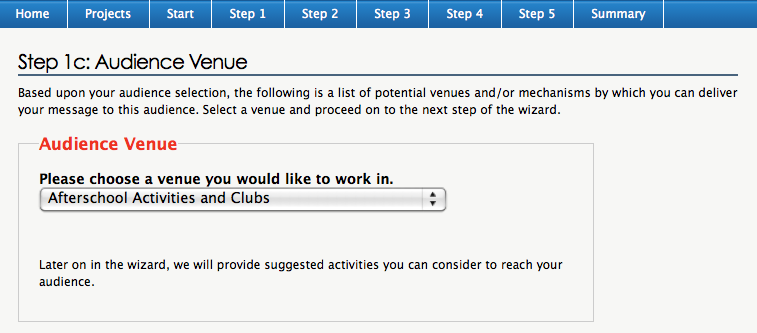 Home Projects Start Step 1 Step 2 Step 3 Step 4 Step 5 Summary
Step 1c: Audience Venue
Based upon your audience selection, the following is a list of potential venues and/or mechanisms by which you can deliver
your message to this audience. Select a venue and proceed on to the next step of the wizard.
Audience Venue
Please choose a venue you would like to work in.
Afterschool Activities and Clubs
Later on in the wizard, we will provide suggested activities you can consider to reach your
audience.